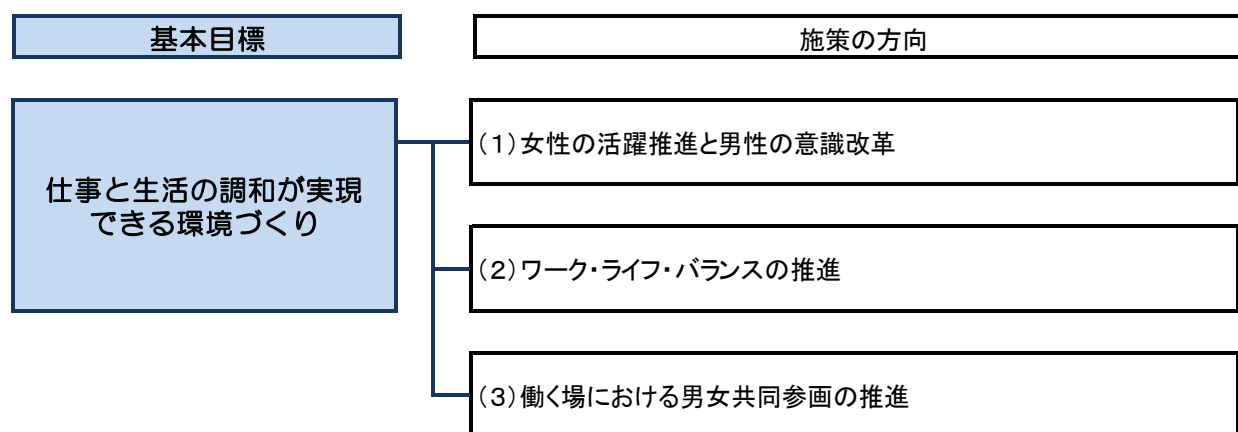 基本目標
施策の方向
仕事と生活の調和が実現
できる環境づくり
（１）女性の活躍推進と男性の意識改革
（２）ワーク・ライフ・バランスの推進
（３）働く場における男女共同参画の推進